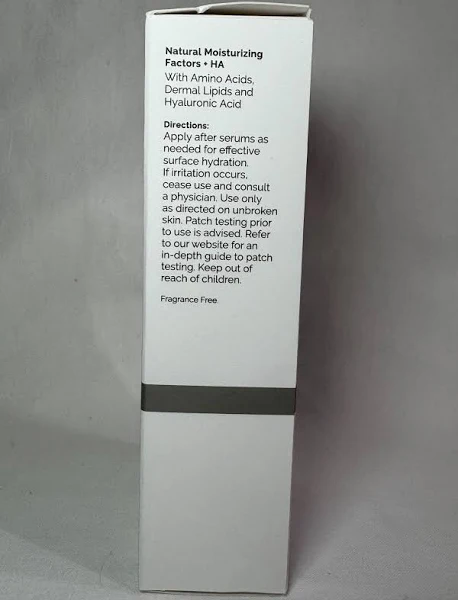 Natural Moisturizing
Factors + HA
With Amino Acids,
Dermal Lipids and
Hyaluronic Acid
Directions:
Apply after serums as
needed for effective
surface hydration.
If irritation occurs,
cease use and consult
a physician. Use only
as directed on unbroken
skin. Patch testing prior
to use is advised. Refer
to our website for an
in-depth guide to patch
testing. Keep out of
reach of children.
Fragrance Free.